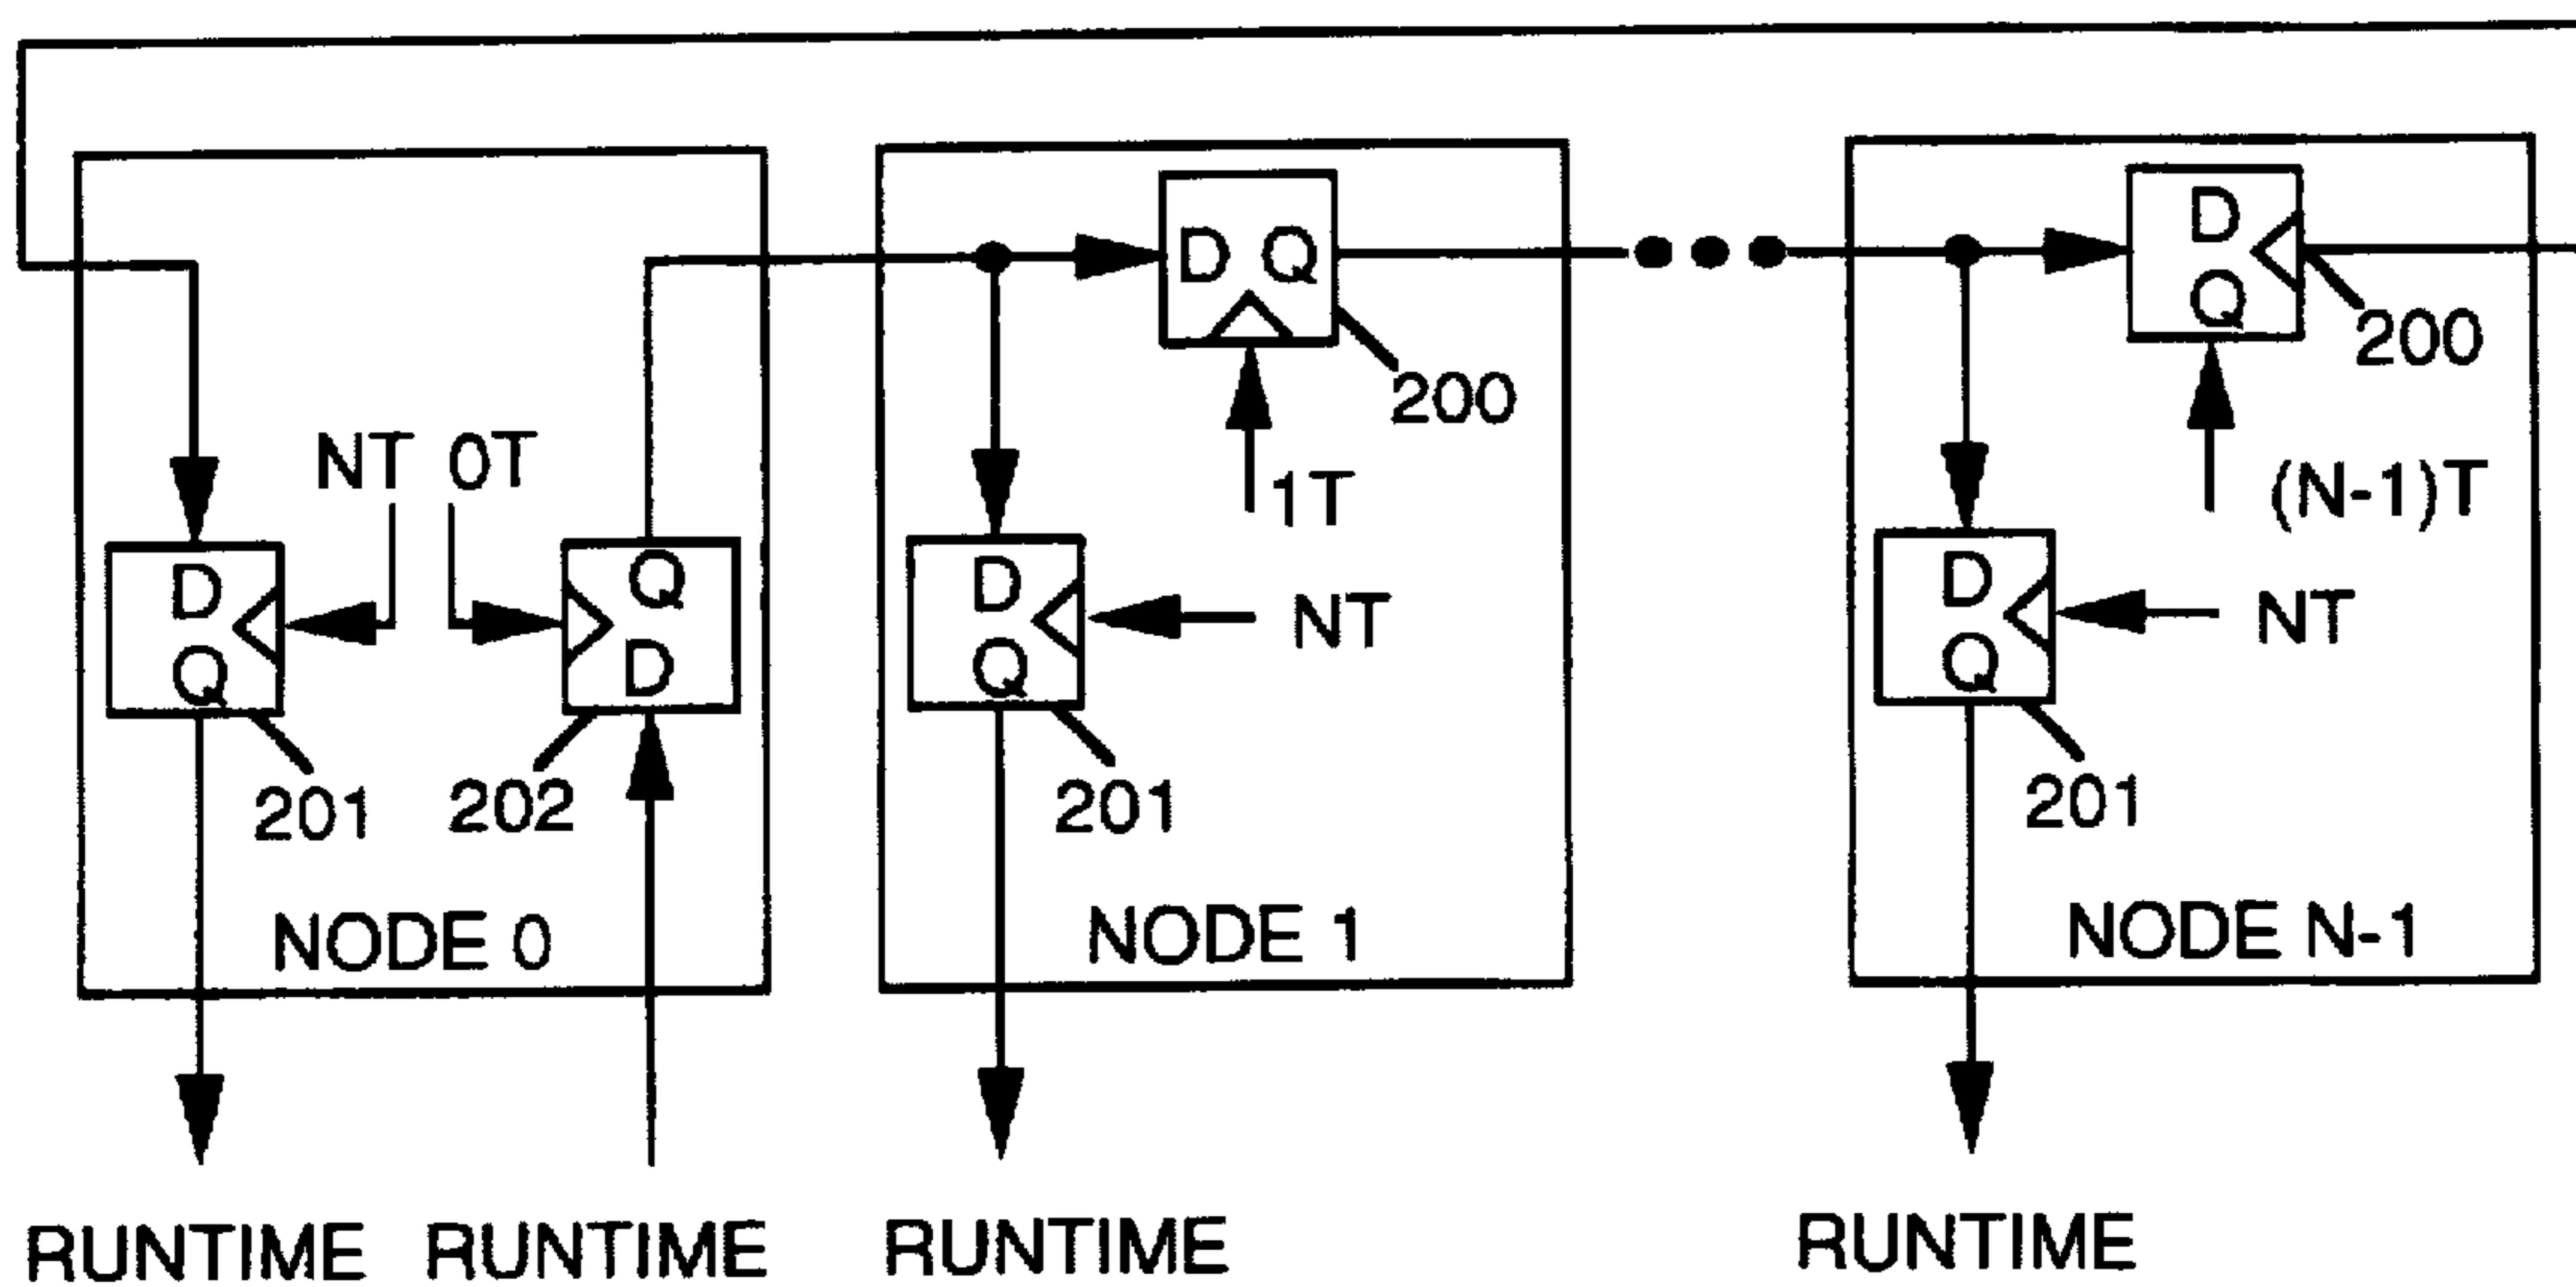 D Q
200
1T
D
Q
200
(N-1)T
NT 0T
D
Q
201
Q
D
202
D
Q
NT
201
D
Q
NT
201
NODE 0
NODE 1
NODE N-1
RUNTIME RUNTIME RUNTIME RUNTIME